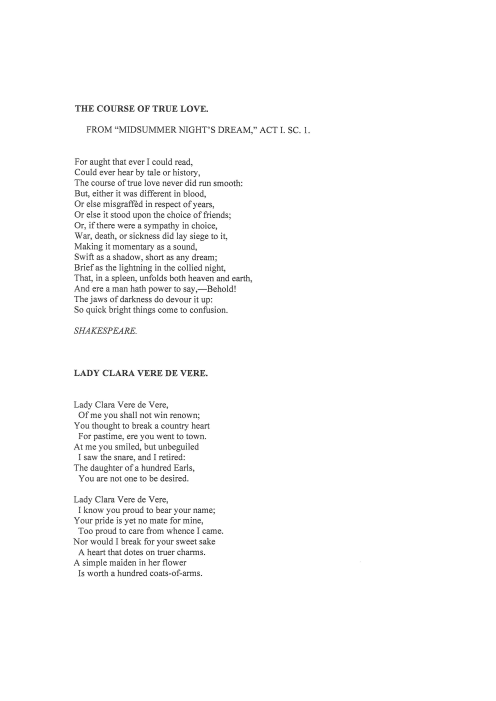 THE COURSE OF TRUE LOVE.
FROM “MIDSUMMER NIGHT’S DREAM,” ACT I. SC. 1.
For aught that ever I could read,
Could ever hear by tale or history,
The course of true love never did run smooth:
But, either it was different in blood,
Or else misgraffèd in respect of years,
Or else it stood upon the choice of friends;
Or, if there were a sympathy in choice,
War, death, or sickness did lay siege to it,
Making it momentary as a sound,
Swift as a shadow, short as any dream;
Brief as the lightning in the collied night,
That, in a spleen, unfolds both heaven and earth,
And ere a man hath power to say,—Behold!
The jaws of darkness do devour it up:
So quick bright things come to confusion.
SHAKESPEARE.
LADY CLARA VERE DE VERE.
Lady Clara Vere de Vere,
Of me you shall not win renown;
You thought to break a country heart
For pastime, ere you went to town.
At me you smiled, but unbeguiled
I saw the snare, and I retired:
The daughter of a hundred Earls,
You are not one to be desired.
Lady Clara Vere de Vere,
I know you proud to bear your name;
Your pride is yet no mate for mine,
Too proud to care from whence I came.
Nor would I break for your sweet sake
A heart that dotes on truer charms.
A simple maiden in her flower
Is worth a hundred coats-of-arms.